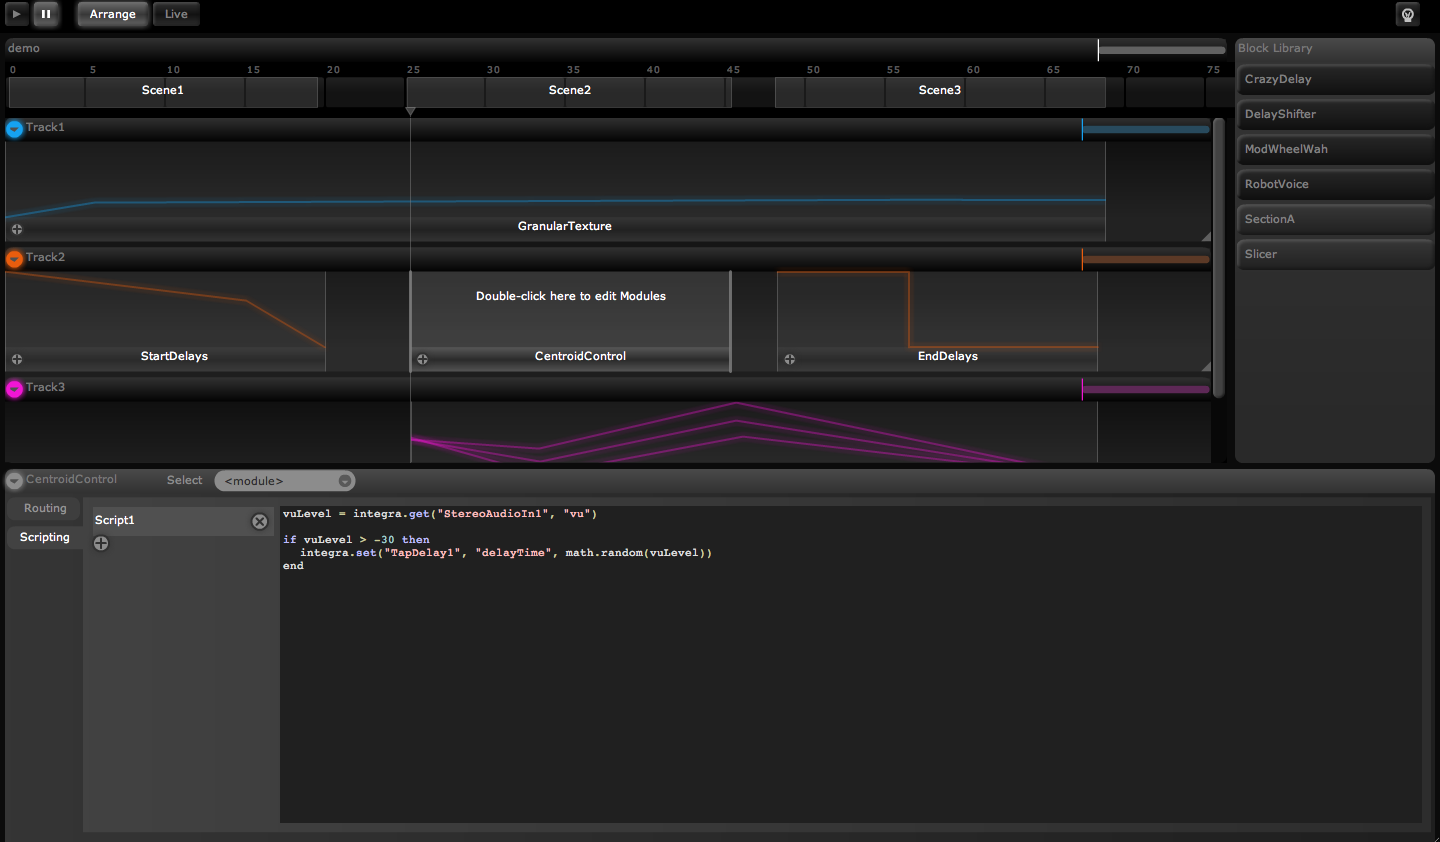 Arrange Live
demo
Block Library
0 5 10 15 20 25 30 35 40 45 50 55 60 65 70 75
Scene1 Scene2 Scene3
CrazyDelay
DelayShifter
ModWheelWah
RobotVoice
SectionA
Slicer
Track1
GranularTexture
Track2
Double-click here to edit Modules
StartDelays CentroidControl EndDelays
Track3
CentroidControl Select <module>
Routing
Scripting
Script1
vuLevel = integra.get("StereoAudioIn1", "vu")
if vuLevel > -30 then
integra.set("TapDelay1", "delayTime", math.random(vuLevel))
end